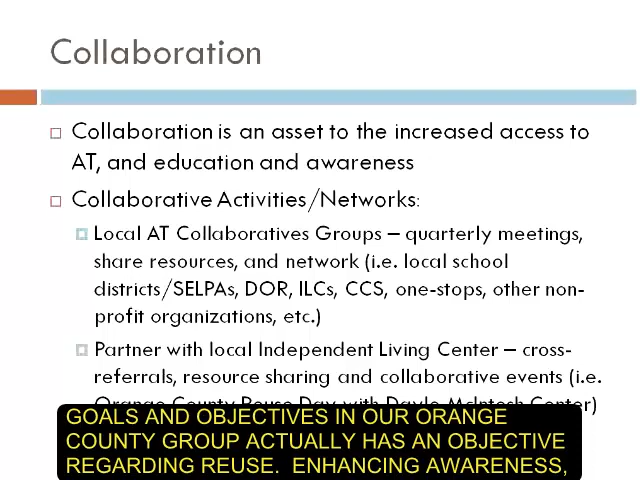 Collaboration
Collaboration is an asset to the increased access to
AT, and education and awareness
Collaborative Activities/Networks:
Local AT Collaboratives Groups – quarterly meetings,
share resources, and network (i.e. local school
districts/SELPAs, DOR, ILCs, CCS, one-stops, other non-
profit organizations, etc.)
Partner with local Independent Living Center – cross-
referrals, resource sharing and collaborative events (i.e.
Orange County Reuse Day with Dayle McIntosh Center)
GOALS AND OBJECTIVES IN OUR ORANGE
COUNTY GROUP ACTUALLY HAS AN OBJECTIVE
REGARDING REUSE. ENHANCING AWARENESS,